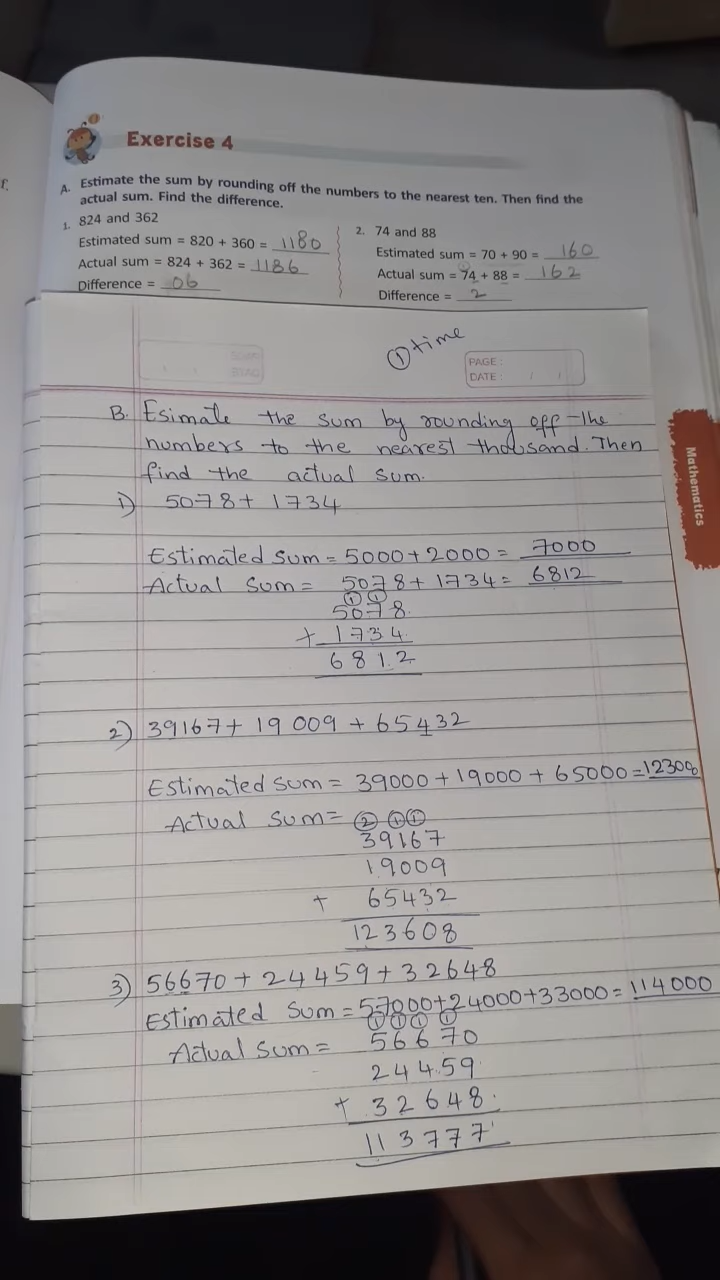 Exercise 4
A. Estimate the sum by rounding off the numbers to the nearest ten. Then find the
actual sum. Find the difference.
1. 824 and 362
Estimated sum = 820 + 360 = 1180
Actual sum = 824 + 362 = 1186
Difference = 06
2. 74 and 88
Estimated sum = 70 + 90 = 160
Actual sum = 74 + 88 = 162
Difference = 2
① time
PAGE :
DATE : / /
Mathematics
B. Esimate the sum by rounding off the
numbers to the nearest thousand. Then
find the actual sum.
1) 5078 + 1734
Estimated sum = 5000 + 2000 = 7000
Actual sum = 5078 + 1734 = 6812
① ①
5078
+ 1734
6812
2) 39167 + 19009 + 65432
Estimated sum = 39000 + 19000 + 65000 =
Actual sum =
② ① ①
39167
19009
+ 65432
123608
3) 56670 + 24459 + 32648
Estimated sum = 57000 + 24000 + 33000 = 114000
Actual sum =
① ① ① ①
56670
24459
+ 32648
113777